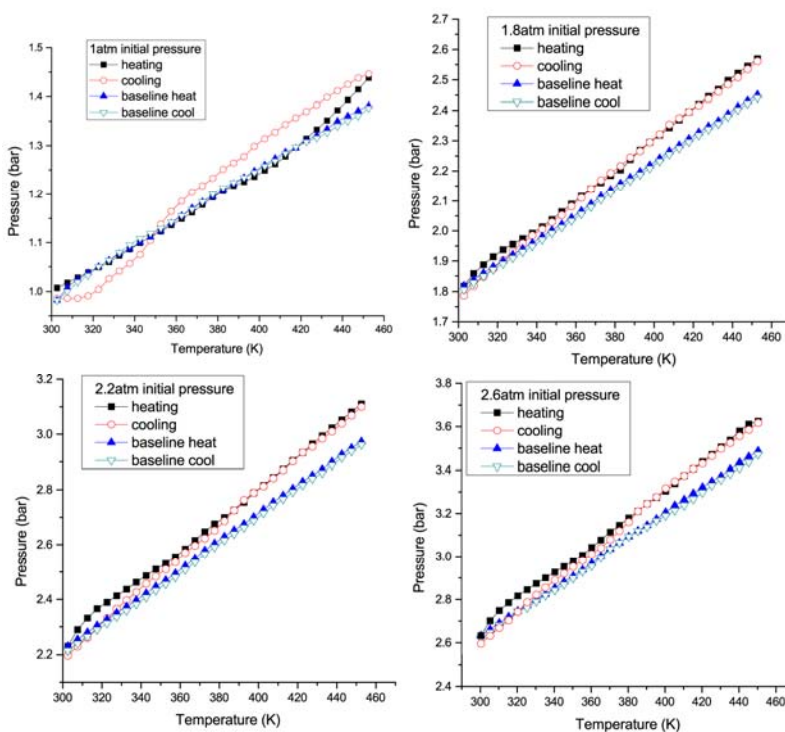 1atm initial pressure
heating
cooling
baseline heat
baseline cool
1.5
1.4
1.3
1.2
1.1
1.0
Pressure (bar)
300 320 340 360 380 400 420 440 460
Temperature (K)
1.8atm initial pressure
heating
cooling
baseline heat
baseline cool
2.7
2.6
2.5
2.4
2.3
2.2
2.1
2.0
1.9
1.8
1.7
Pressure (bar)
300 320 340 360 380 400 420 440 460
Temperature (K)
2.2atm initial pressure
heating
cooling
baseline heat
baseline cool
3.2
3.0
2.8
2.6
2.4
2.2
Pressure (bar)
300 320 340 360 380 400 420 440 460
Temperature (K)
2.6atm initial pressure
heating
cooling
baseline heat
baseline cool
3.8
3.6
3.4
3.2
3.0
2.8
2.6
2.4
Pressure (bar)
300 320 340 360 380 400 420 440 460
Temperature (K)